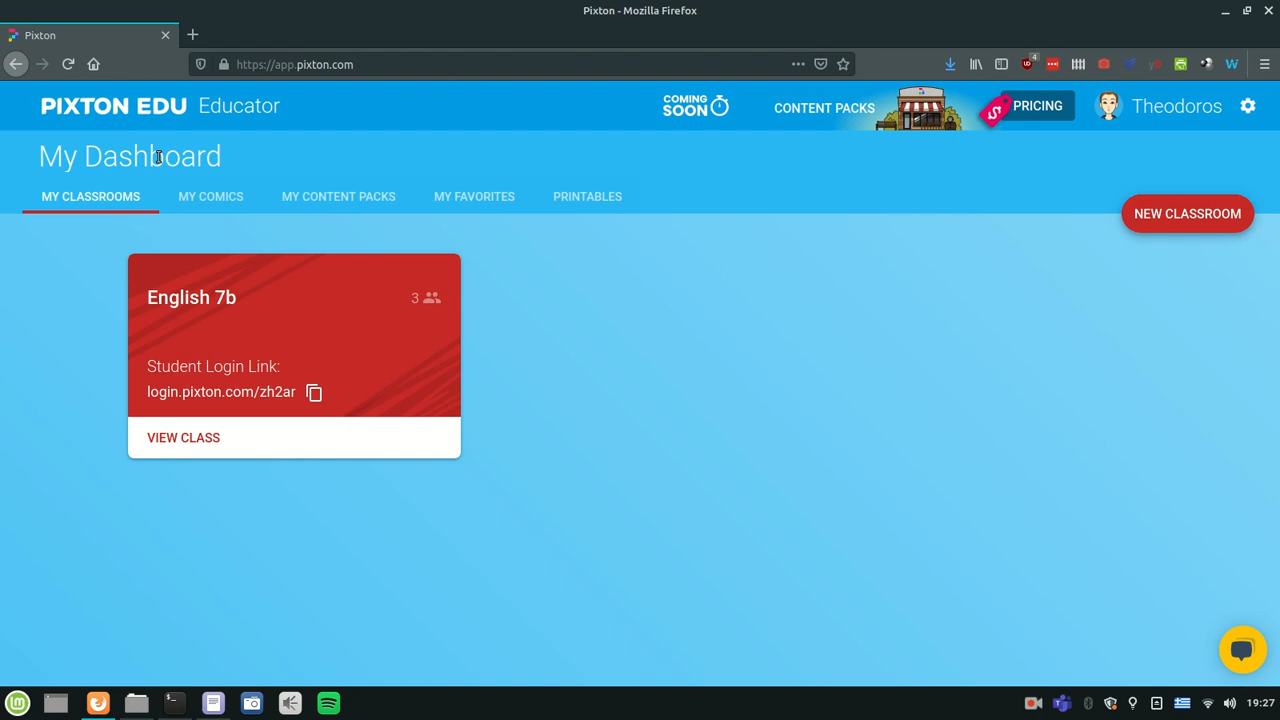 Pixton - Mozilla Firefox
Pixton
https://app.pixton.com
4
PIXTON EDU Educator
COMING SOON
CONTENT PACKS
PRICING
Theodoros
My Dashboard
MY CLASSROOMS
MY COMICS
MY CONTENT PACKS
MY FAVORITES
PRINTABLES
NEW CLASSROOM
English 7b
3
Student Login Link:
login.pixton.com/zh2ar
VIEW CLASS
19:27